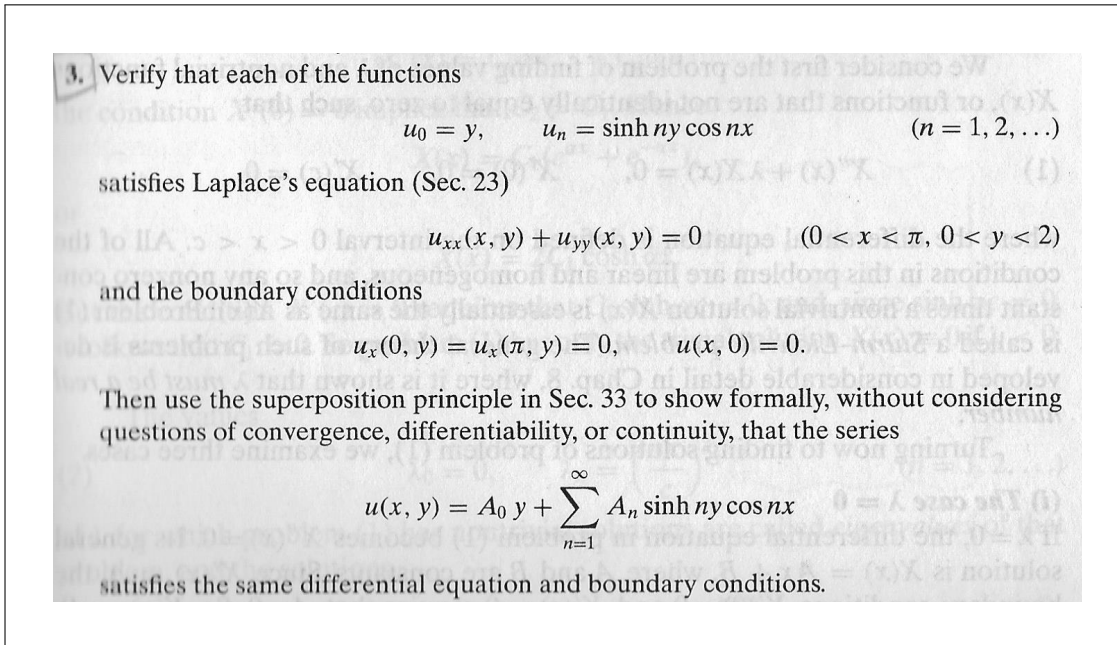 3. Verify that each of the functions
u₀ = y, uₙ = sinh ny cos nx (n = 1, 2, . . .)
satisfies Laplace's equation (Sec. 23)
uₓₓ(x, y) + uᵧᵧ(x, y) = 0 (0 < x < π, 0 < y < 2)
and the boundary conditions
uₓ(0, y) = uₓ(π, y) = 0, u(x, 0) = 0.
Then use the superposition principle in Sec. 33 to show formally, without considering
questions of convergence, differentiability, or continuity, that the series
u(x, y) = A₀ y + ∑_{n=1}^{∞} Aₙ sinh ny cos nx
satisfies the same differential equation and boundary conditions.